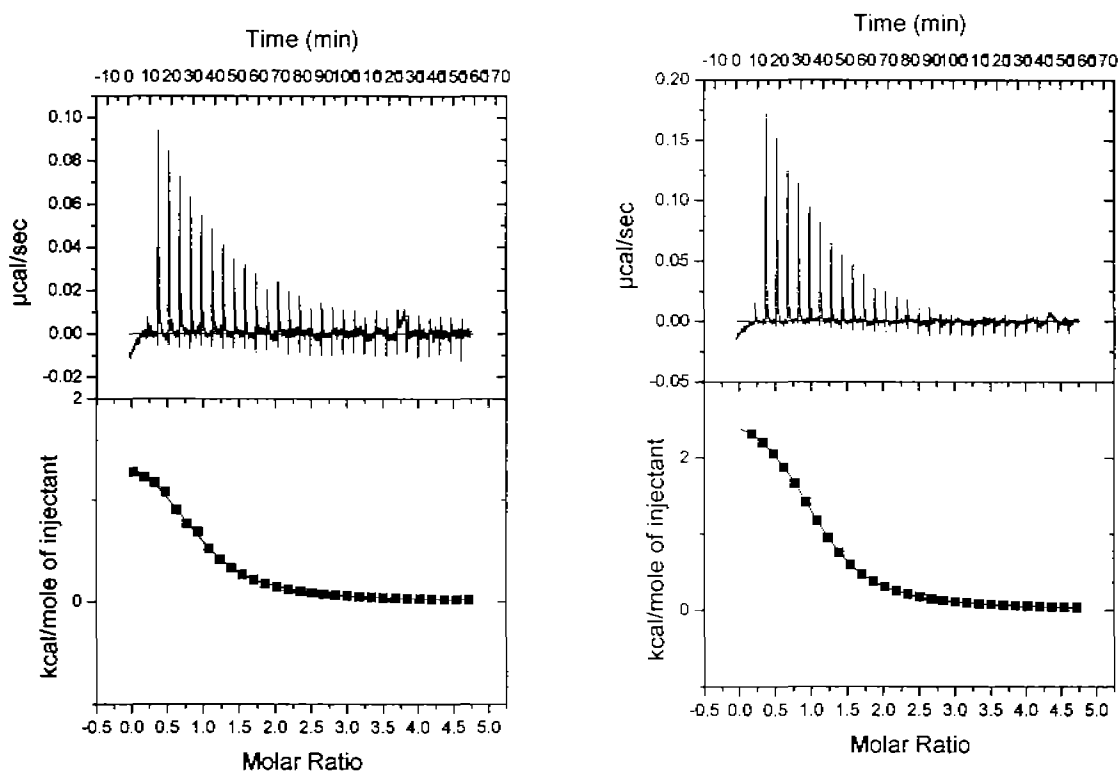 Time (min)
-10 0 10 20 30 40 50 60 70 80 90 100 110 120 130 140 150 160 170
0.10
0.08
0.06
0.04
0.02
0.00
-0.02
µcal/sec
2
0
kcal/mole of injectant
-0.5 0.0 0.5 1.0 1.5 2.0 2.5 3.0 3.5 4.0 4.5 5.0
Molar Ratio
Time (min)
-10 0 10 20 30 40 50 60 70 80 90 100 110 120 130 140 150 160 170
0.20
0.15
0.10
0.05
0.00
-0.05
µcal/sec
2
0
kcal/mole of injectant
-0.5 0.0 0.5 1.0 1.5 2.0 2.5 3.0 3.5 4.0 4.5 5.0
Molar Ratio